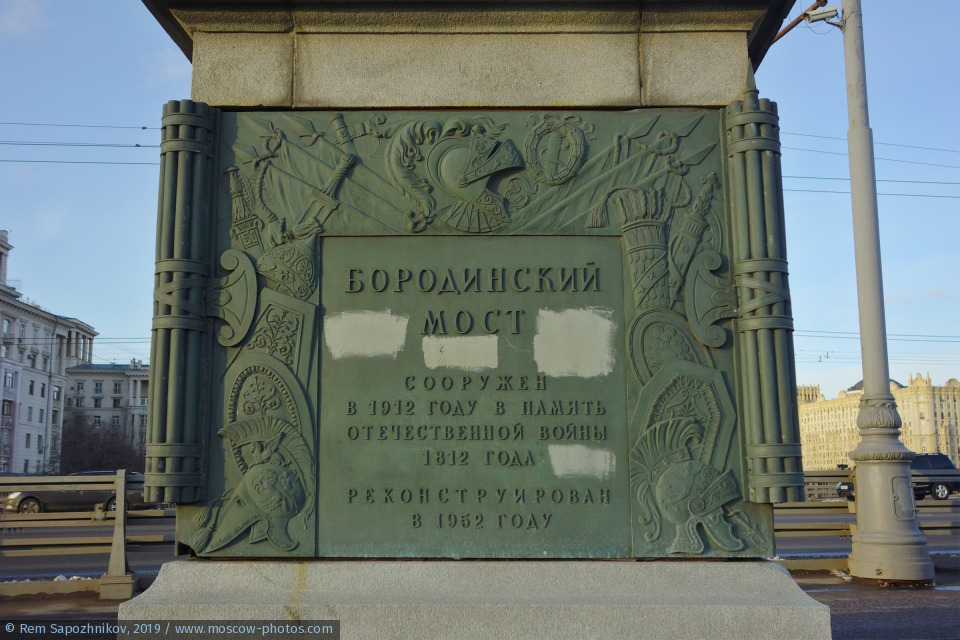 БОРОДИНСКИЙ
МОСТ
СООРУЖЕН
В 1912 ГОДУ В ПАМЯТЬ
ОТЕЧЕСТВЕННОЙ ВОЙНЫ
1812 ГОДА
РЕКОНСТРУИРОВАН
В 1952 ГОДУ
© Rem Sapozhnikov, 2019 / www.moscow-photos.com